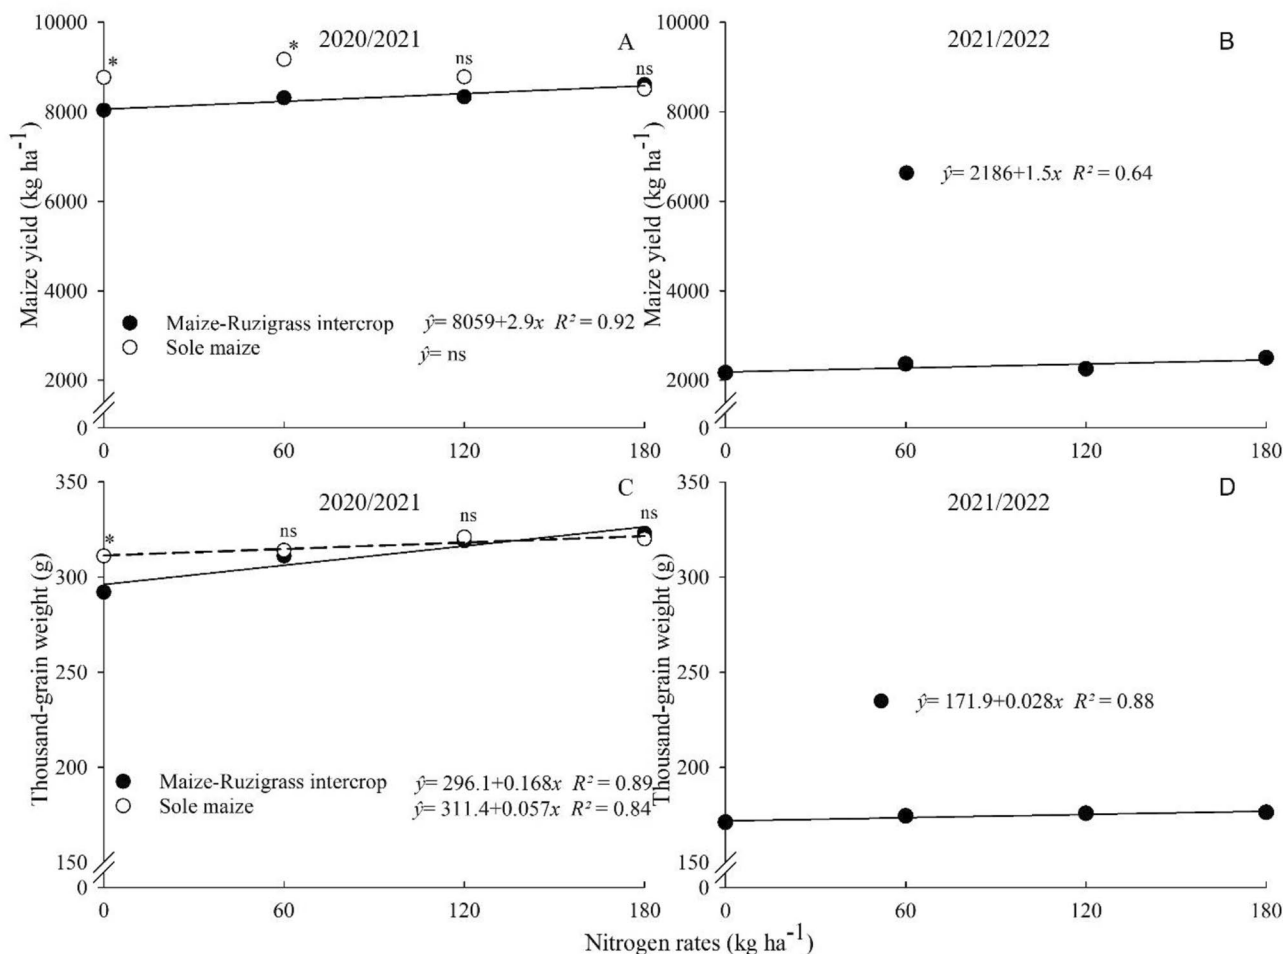 10000
8000
6000
4000
2000
0
Maize yield (kg ha-1)
2020/2021
A
*
*
ns
ns
Maize-Ruzigrass intercrop ŷ= 8059+2.9x R² = 0.92
Sole maize ŷ= ns
0 60 120 180
10000
8000
6000
4000
2000
0
Maize yield (kg ha-1)
2021/2022
B
ŷ= 2186+1.5x R² = 0.64
0 60 120 180
350
300
250
200
150
0
Thousand-grain weight (g)
2020/2021
C
*
ns
ns
ns
Maize-Ruzigrass intercrop ŷ= 296.1+0.168x R² = 0.89
Sole maize ŷ= 311.4+0.057x R² = 0.84
0 60 120 180
350
300
250
200
150
0
Thousand-grain weight (g)
2021/2022
D
ŷ= 171.9+0.028x R² = 0.88
0 60 120 180
Nitrogen rates (kg ha-1)